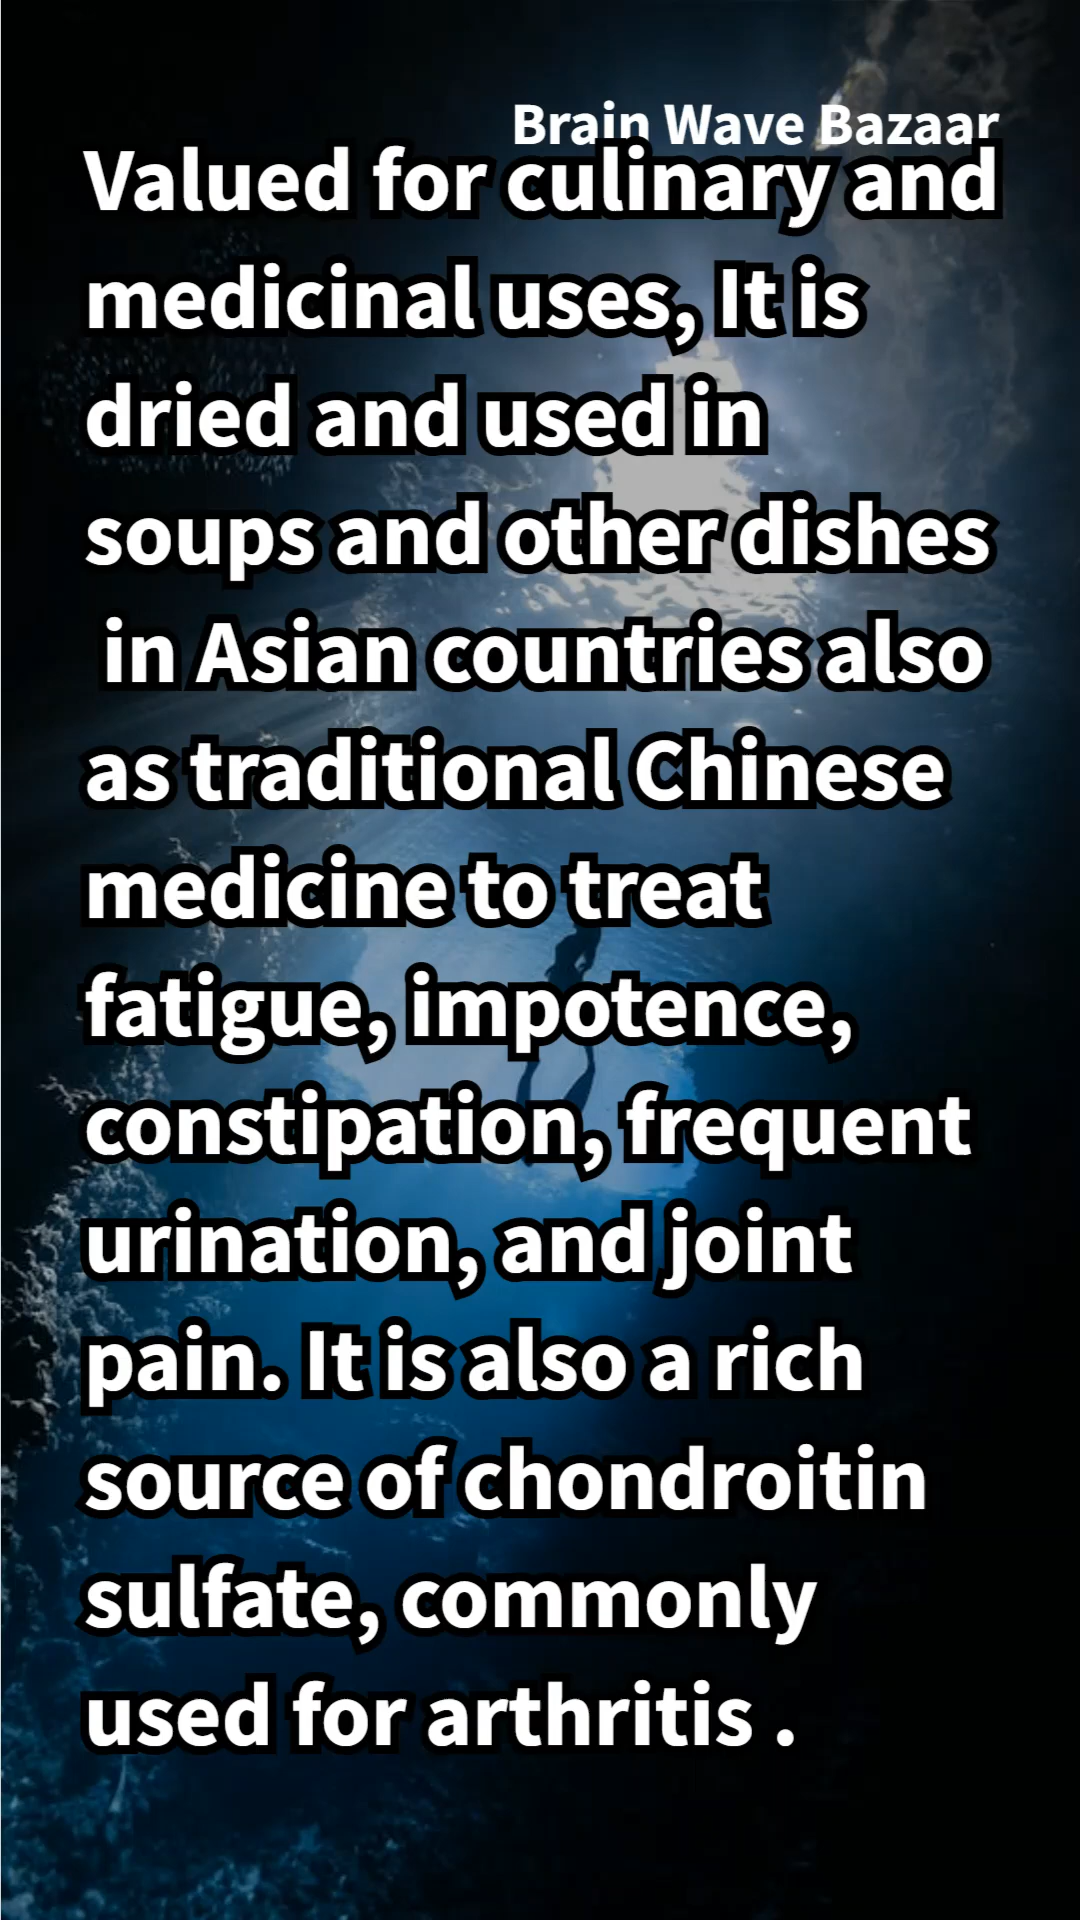 Brain Wave Bazaar
Valued for culinary and
medicinal uses, It is
dried and used in
soups and other dishes
in Asian countries also
as traditional Chinese
medicine to treat
fatigue, impotence,
constipation, frequent
urination, and joint
pain. It is also a rich
source of chondroitin
sulfate, commonly
used for arthritis .